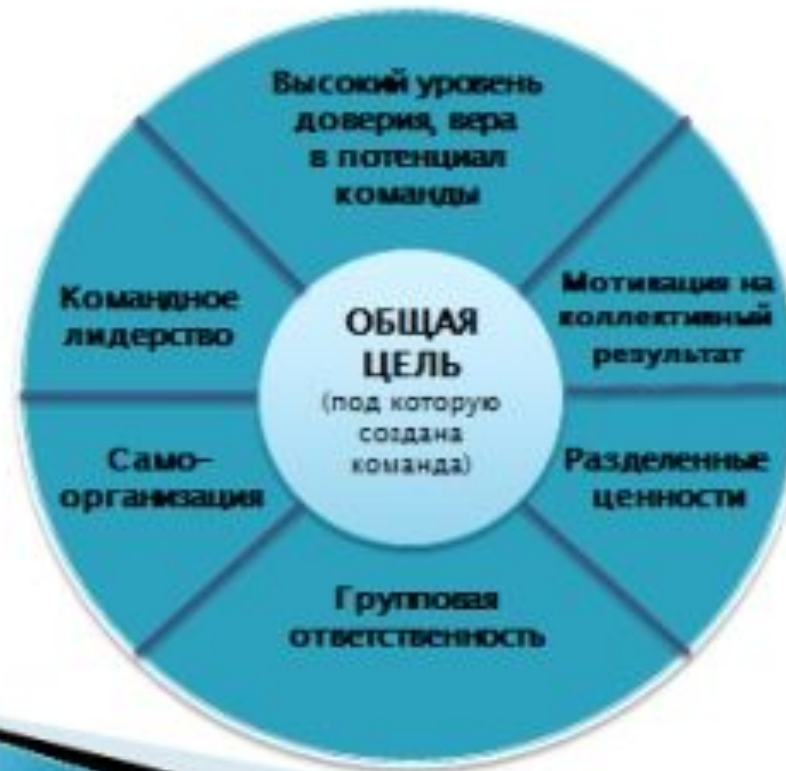 Высокий уровень
доверия, вера
в потенциал
команды
Мотивация на
коллективный
результат
Разделенные
ценности
Групповая
ответственность
Само-
организация
Командное
лидерство
ОБЩАЯ
ЦЕЛЬ
(под которую
создана
команда)